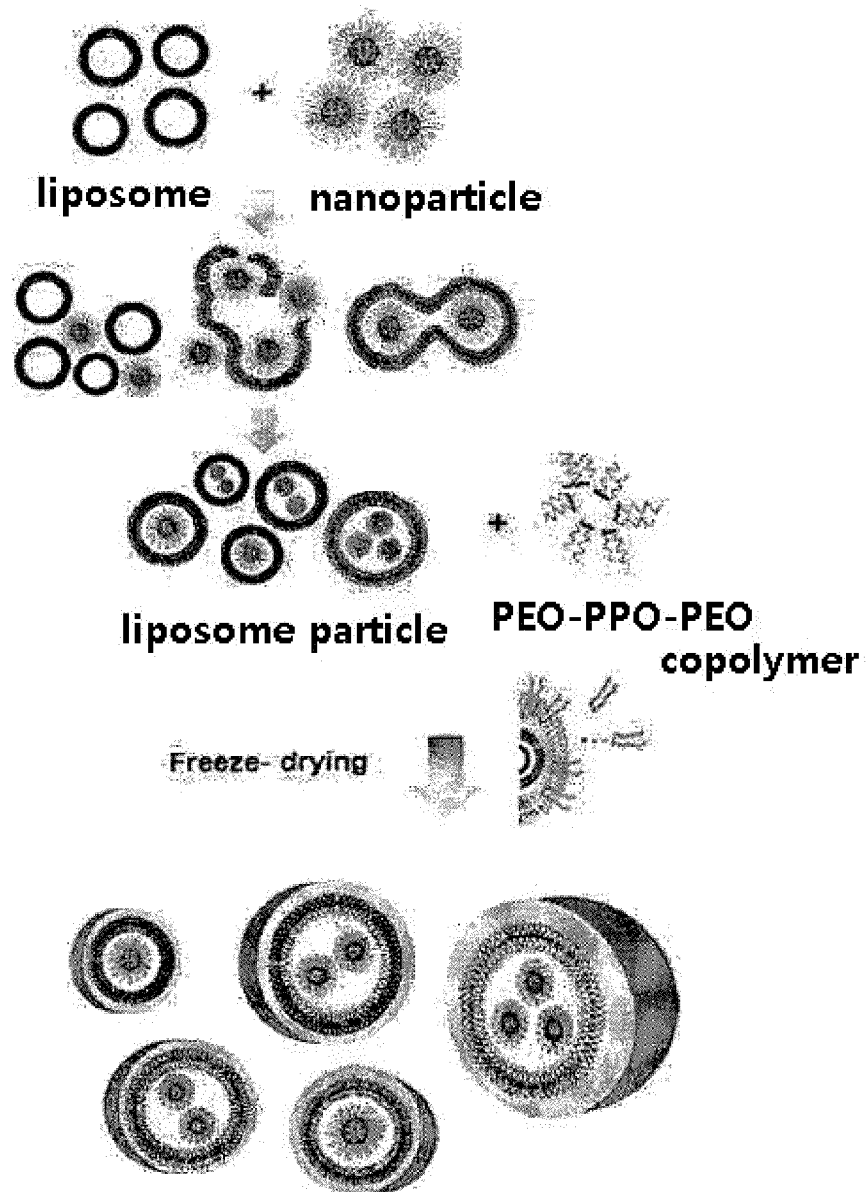 +
liposome nanoparticle
+
liposome particle PEO-PPO-PEO
copolymer
Freeze- drying